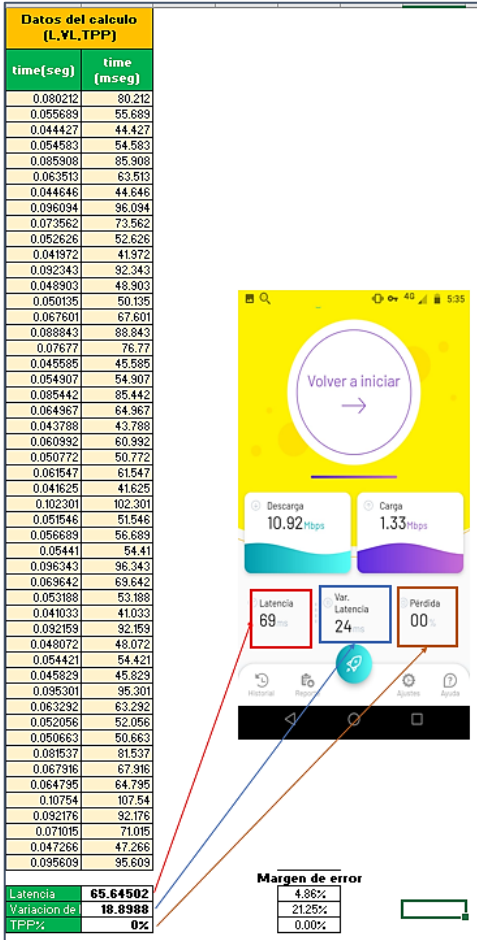 Datos del calculo
(L,VL,TPP)
time(seg) time
(mseg)
0.080212 80.212
0.055689 55.689
0.044427 44.427
0.054583 54.583
0.085908 85.908
0.063513 63.513
0.044646 44.646
0.096094 96.094
0.073562 73.562
0.052626 52.626
0.041972 41.972
0.092343 92.343
0.048903 48.903
0.050135 50.135
0.067601 67.601
0.088843 88.843
0.07677 76.77
0.045585 45.585
0.054907 54.907
0.085442 85.442
0.064967 64.967
0.043788 43.788
0.060992 60.992
0.050772 50.772
0.061547 61.547
0.041625 41.625
0.102301 102.301
0.051546 51.546
0.056689 56.689
0.05441 54.41
0.096343 96.343
0.069642 69.642
0.053188 53.188
0.041033 41.033
0.092159 92.159
0.048072 48.072
0.054421 54.421
0.045829 45.829
0.095301 95.301
0.063292 63.292
0.052056 52.056
0.050663 50.663
0.081537 81.537
0.067916 67.916
0.064795 64.795
0.10754 107.54
0.092176 92.176
0.071015 71.015
0.047266 47.266
0.095609 95.609
Latencia 65.64502
Variacion de l 18.8988
TPP% 0%
4G 5:35
Volver a iniciar
Descarga
10.92 Mbps
Carga
1.33 Mbps
Latencia
69 ms
Var.
Latencia
24 ms
Pérdida
00 %
Historial
Ajustes
Ayuda
Margen de error
4.86%
21.25%
0.00%